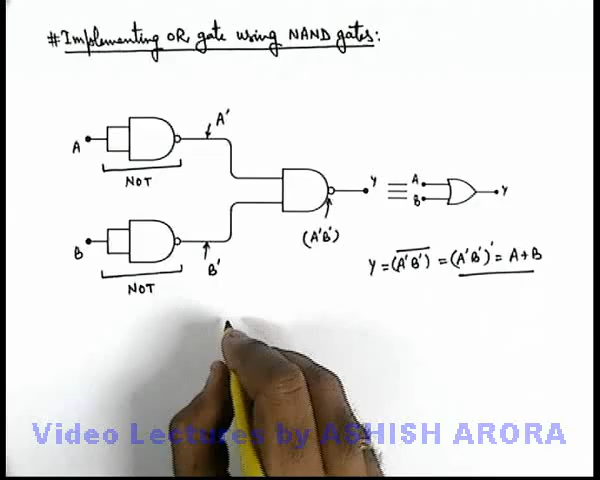 # Implementing OR gate using NAND gates:
A'
A
NOT
Y
A
B
Y
(A'B')
B
B'
NOT
Y = (A'B') = (A'B')' = A+B
Video Lectures by ASHISH ARORA